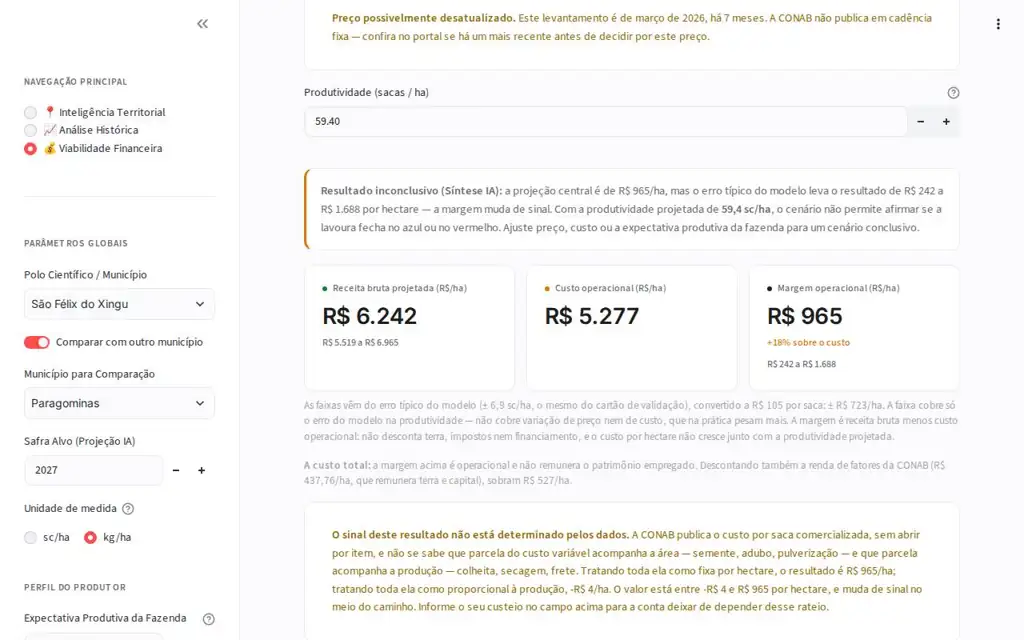 NAVEGAÇÃO PRINCIPAL
📍 Inteligência Territorial
📈 Análise Histórica
💰 Viabilidade Financeira
PARÂMETROS GLOBAIS
Polo Científico / Município
São Félix do Xingu
Comparar com outro município
Município para Comparação
Paragominas
Safra Alvo (Projeção IA)
2027
Unidade de medida
sc/ha
kg/ha
PERFIL DO PRODUTOR
Expectativa Produtiva da Fazenda
Preço possivelmente desatualizado. Este levantamento é de março de 2026, há 7 meses. A CONAB não publica em cadência
fixa — confira no portal se há um mais recente antes de decidir por este preço.
Produtividade (sacas / ha)
59.40
Resultado inconclusivo (Síntese IA): a projeção central é de R$ 965/ha, mas o erro típico do modelo leva o resultado de R$ 242 a
R$ 1.688 por hectare — a margem muda de sinal. Com a produtividade projetada de 59,4 sc/ha, o cenário não permite afirmar se a
lavoura fecha no azul ou no vermelho. Ajuste preço, custo ou a expectativa produtiva da fazenda para um cenário conclusivo.
Receita bruta projetada (R$/ha)
R$ 6.242
R$ 5.519 a R$ 6.965
Custo operacional (R$/ha)
R$ 5.277
Margem operacional (R$/ha)
R$ 965
+18% sobre o custo
R$ 242 a R$ 1.688
As faixas vêm do erro típico do modelo (± 6,9 sc/ha, o mesmo do cartão de validação), convertido a R$ 105 por saca: ± R$ 723/ha. A faixa cobre só
o erro do modelo na produtividade — não cobre variação de preço nem de custo, que na prática pesam mais. A margem é receita bruta menos custo
operacional: não desconta terra, impostos nem financiamento, e o custo por hectare não cresce junto com a produtividade projetada.
A custo total: a margem acima é operacional e não remunera o patrimônio empregado. Descontando também a renda de fatores da CONAB (R$
437,76/ha, que remunera terra e capital), sobram R$ 527/ha.
O sinal deste resultado não está determinado pelos dados. A CONAB publica o custo por saca comercializada, sem abrir
por item, e não se sabe que parcela do custo variável acompanha a área — semente, adubo, pulverização — e que parcela
acompanha a produção — colheita, secagem, frete. Tratando toda ela como fixa por hectare, o resultado é R$ 965/ha;
tratando toda ela como proporcional à produção, -R$ 4/ha. O valor está entre -R$ 4 e R$ 965 por hectare, e muda de sinal no
meio do caminho. Informe o seu custeio no campo acima para a conta deixar de depender desse rateio.